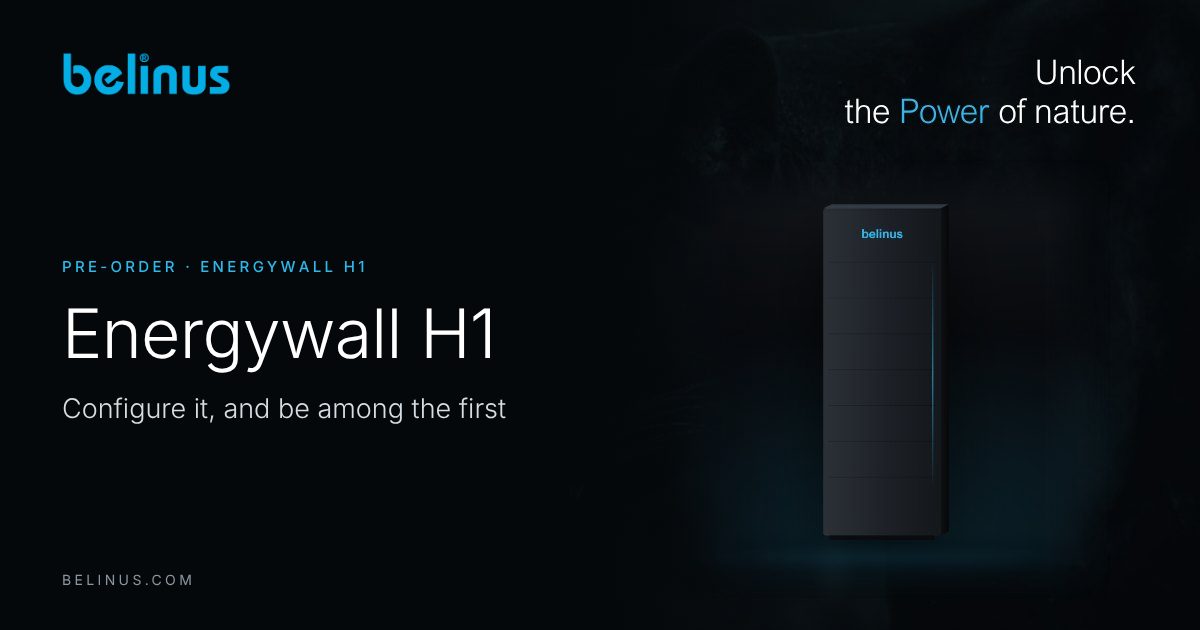 belinus®
Unlock
the Power of nature.
belinus
PRE-ORDER · ENERGYWALL H1
Energywall H1
Configure it, and be among the first
BELINUS.COM